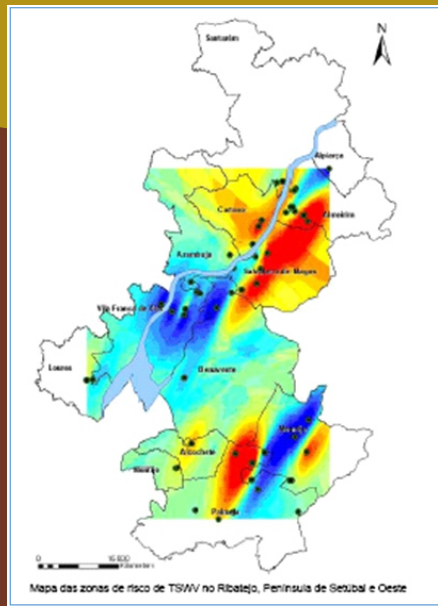 Santarém
N
Alpiarça
Cartaxo
Almeirim
Azambuja
Salvaterra de Magos
Vila Franca de Xira
Loures
Benavente
Alcochete
Montijo
Palmela
0
Mapa das zonas de risco de TSWV no Ribatejo, Península de Setúbal e Oeste